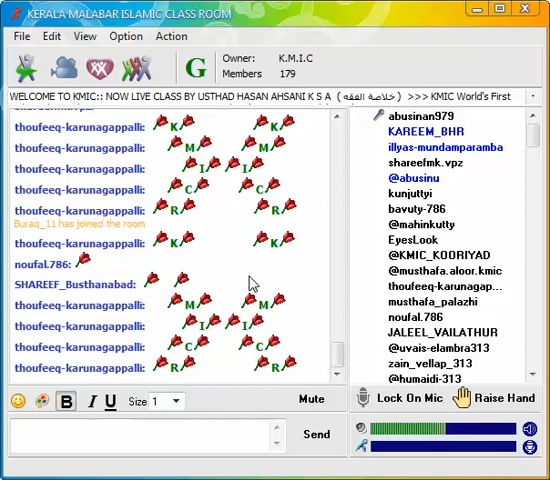 KERALA MALABAR ISLAMIC CLASS ROOM
File Edit View Option Action
G Owner: K.M.I.C
Members 179
WELCOME TO KMIC:: NOW LIVE CLASS BY USTHAD HASAN AHSANI K S A ( خلاصة الفقه ) >>> KMIC World's First
thoufeeq-karunagappalli: K K
thoufeeq-karunagappalli: M M
thoufeeq-karunagappalli: I I
thoufeeq-karunagappalli: C C
thoufeeq-karunagappalli: R R
Buraq_11 has joined the room
thoufeeq-karunagappalli: K K
noufal.786:
SHAREEF_Busthanabad:
thoufeeq-karunagappalli: M M
thoufeeq-karunagappalli: I I
thoufeeq-karunagappalli: C C
thoufeeq-karunagappalli: R R
abusinan979
KAREEM_BHR
illyas-mundamparamba
shareefmk.vpz
@abusinu
kunjuttyi
bavuty-786
@mahinkutty
EyesLook
@KMIC_KOORIYAD
@musthafa.aloor.kmic
thoufeeq-karunagap...
musthafa_palazhi
noufal.786
JALEEL_VAILATHUR
@uvais-elambra313
zain_vellap_313
@humaidi-313
B I U Size 1 Mute
Lock On Mic Raise Hand
Send